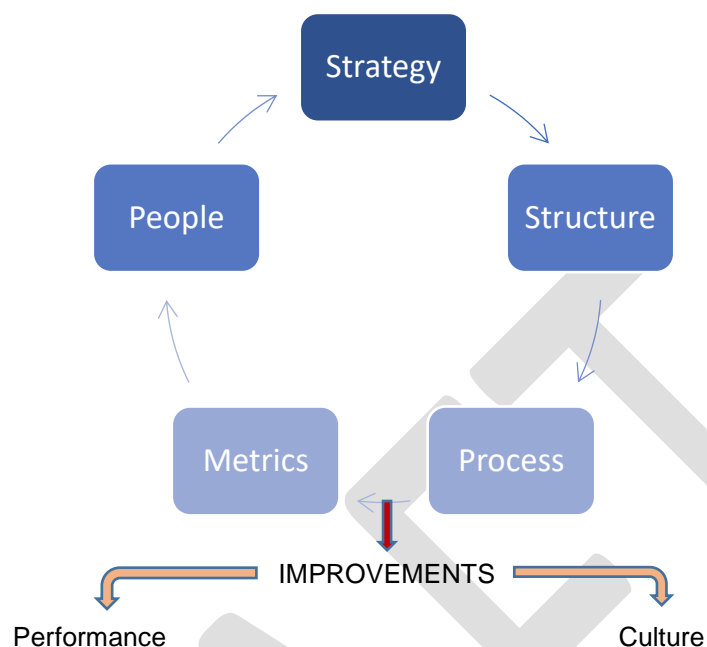 Strategy
People
Structure
Metrics
Process
IMPROVEMENTS
Performance
Culture